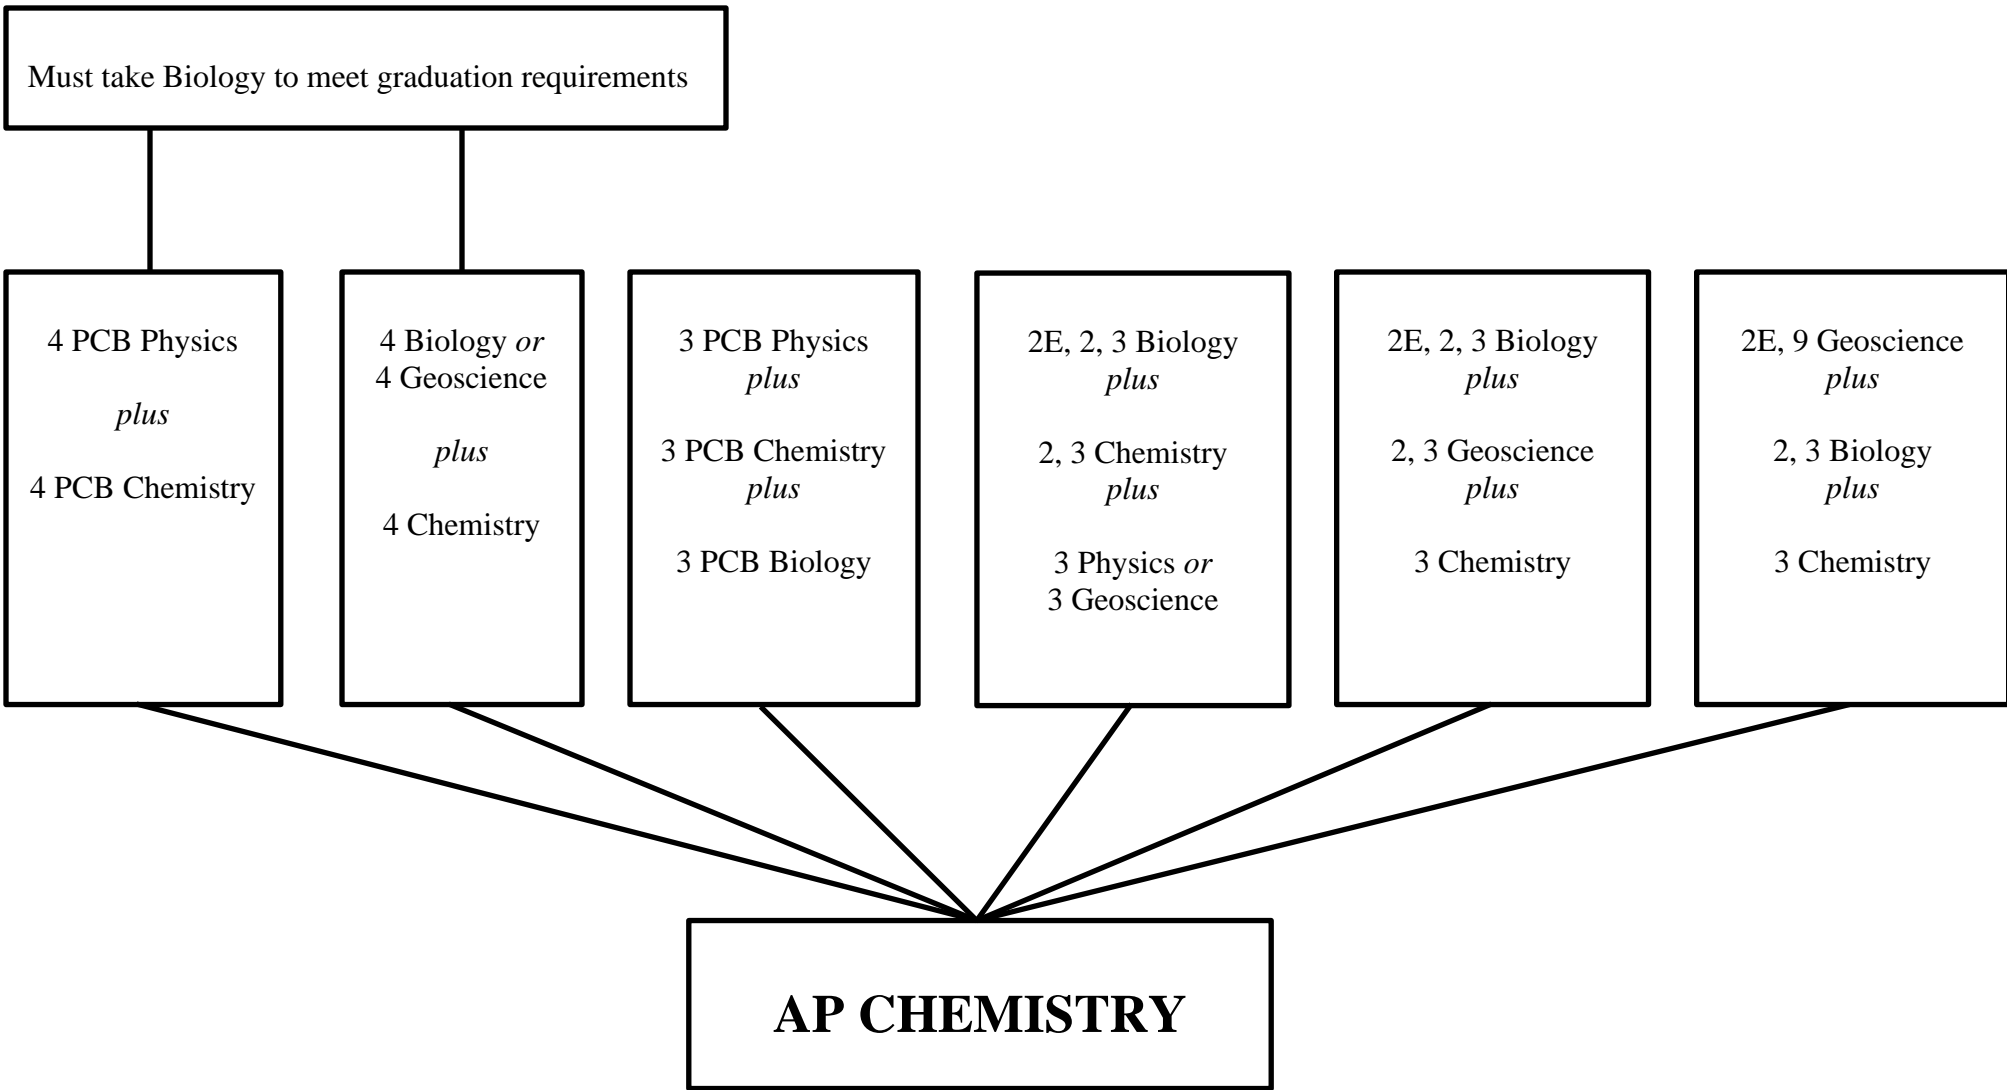 Must take Biology to meet graduation requirements
4 PCB Physics
plus
4 PCB Chemistry
4 Biology or
4 Geoscience
plus
4 Chemistry
3 PCB Physics
plus
3 PCB Chemistry
plus
3 PCB Biology
2E, 2, 3 Biology
plus
2, 3 Chemistry
plus
3 Physics or
3 Geoscience
2E, 2, 3 Biology
plus
2, 3 Geoscience
plus
3 Chemistry
2E, 9 Geoscience
plus
2, 3 Biology
plus
3 Chemistry
AP CHEMISTRY